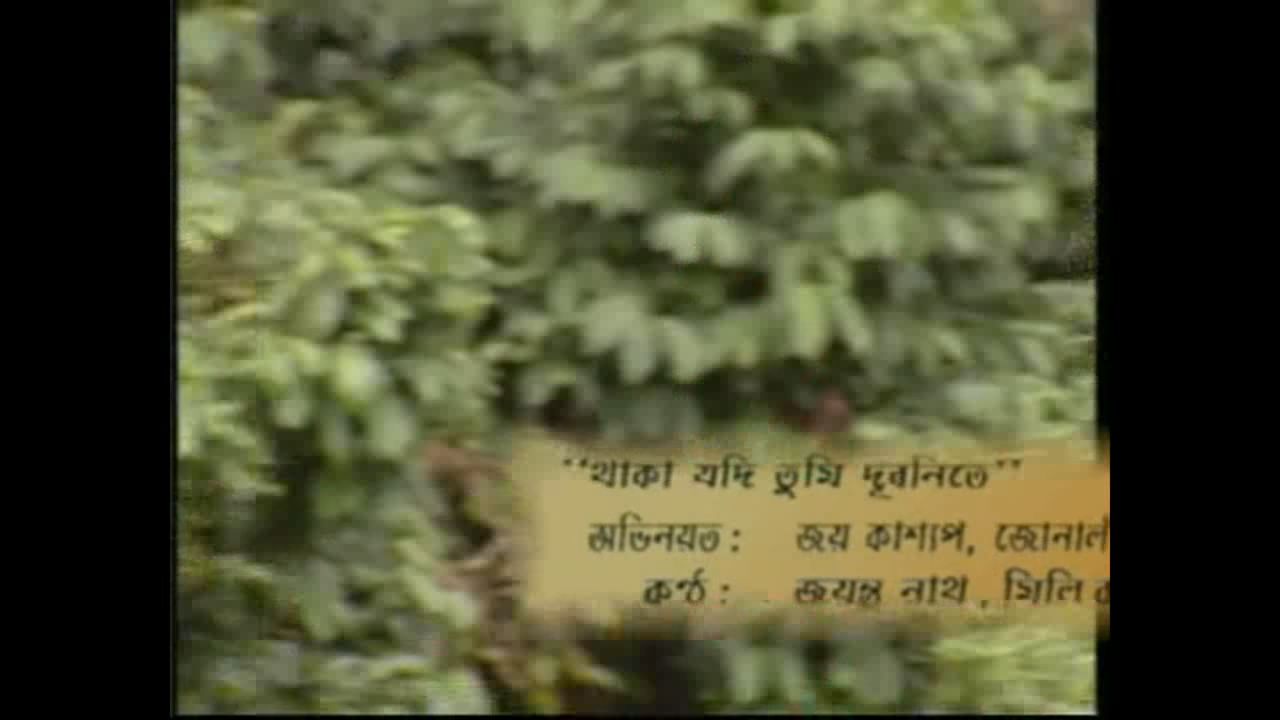 “থাকা যদি তুমি দূৰনিতে”
অভিনয়ত : জয় কাশ্যপ,
কণ্ঠ : জয়ন্ত নাথ, মিলি